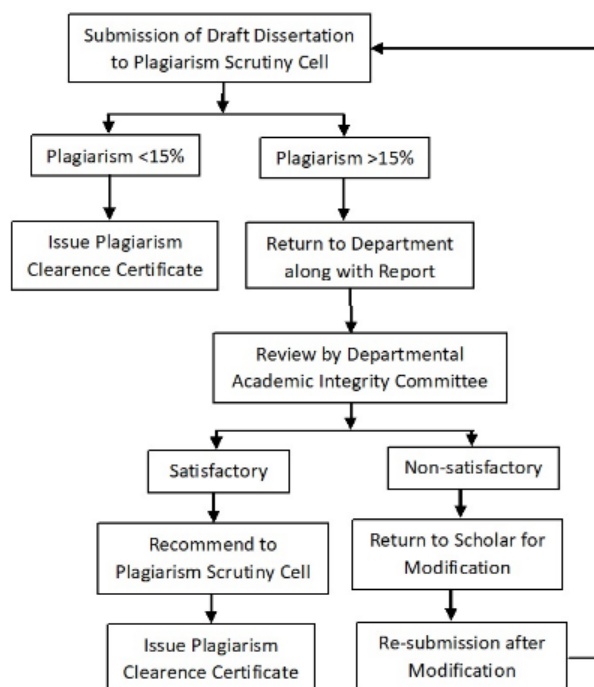 Submission of Draft Dissertation
to Plagiarism Scrutiny Cell
Plagiarism <15%
Plagiarism >15%
Issue Plagiarism
Clearence Certificate
Return to Department
along with Report
Review by Departmental
Academic Integrity Committee
Satisfactory
Non-satisfactory
Recommend to
Plagiarism Scrutiny Cell
Return to Scholar for
Modification
Issue Plagiarism
Clearence Certificate
Re-submission after
Modification